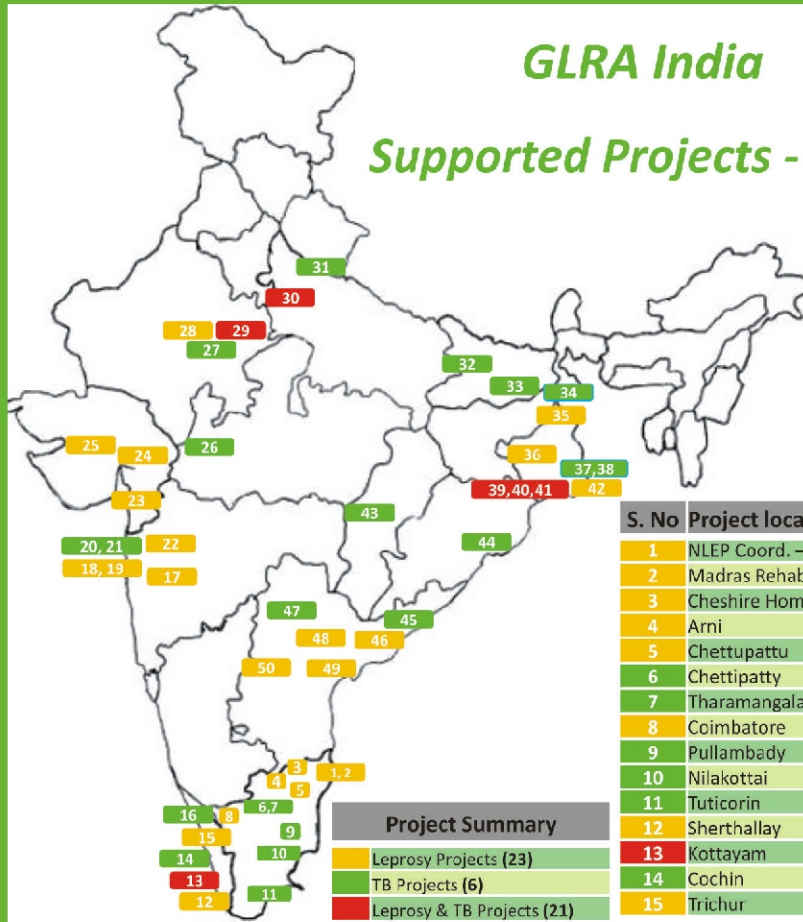 GLRA India
Supported Projects -
31
30
28 29
27
32
33 34
35
25 24 26
36
37,38
23 39,40,41 42
43
20, 21 22
44
18, 19 17
47
45
48 46
50 49
3
4 1, 2
5
6,7
16 8
15 9
14 10
13
12 11
Project Summary
Leprosy Projects (23)
TB Projects (6)
Leprosy & TB Projects (21)
S. No Project loca
1 NLEP Coord. –
2 Madras Rehab
3 Cheshire Hom
4 Arni
5 Chettupattu
6 Chettipatty
7 Tharamangala
8 Coimbatore
9 Pullambady
10 Nilakottai
11 Tuticorin
12 Sherthallay
13 Kottayam
14 Cochin
15 Trichur